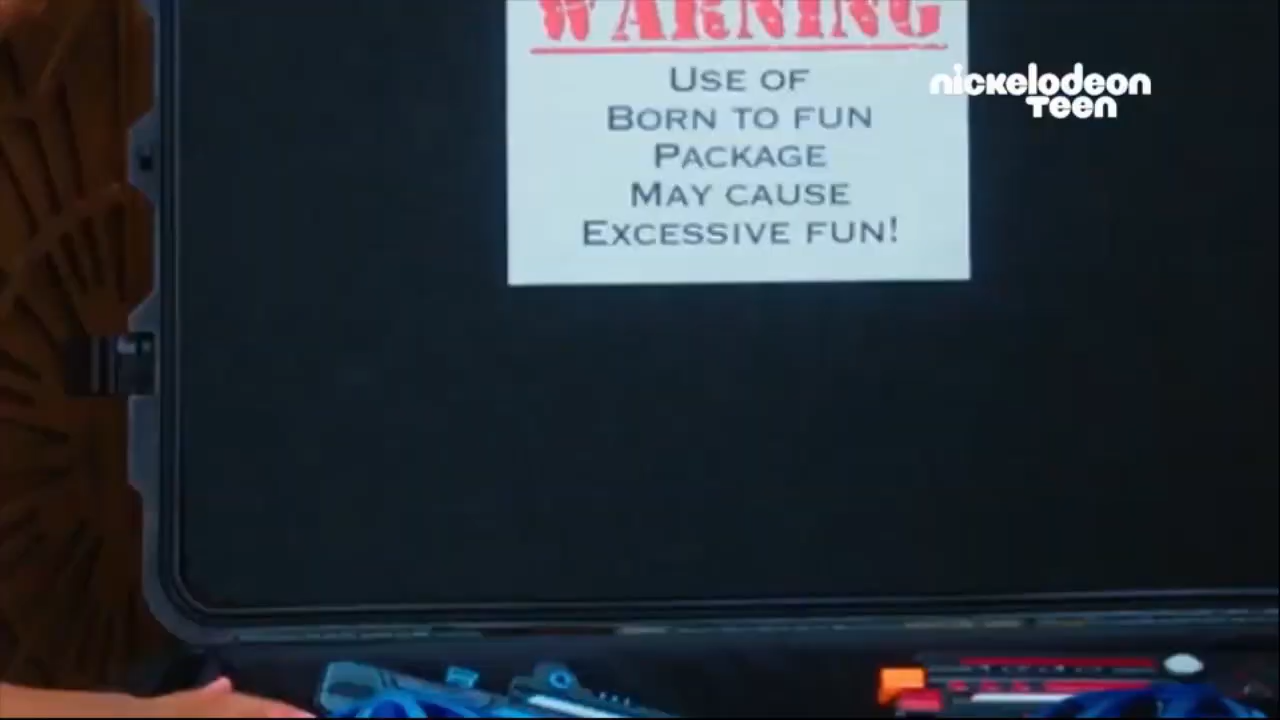 WARNING
USE OF
BORN TO FUN
PACKAGE
MAY CAUSE
EXCESSIVE FUN!
nickelodeon
TEEN